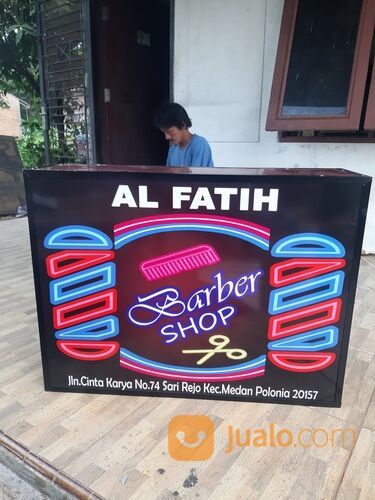 AL FATIH
Barber
SHOP
Jln.Cinta Karya No.74 Sari Rejo Kec.Medan Polonia 20157
jualo.com